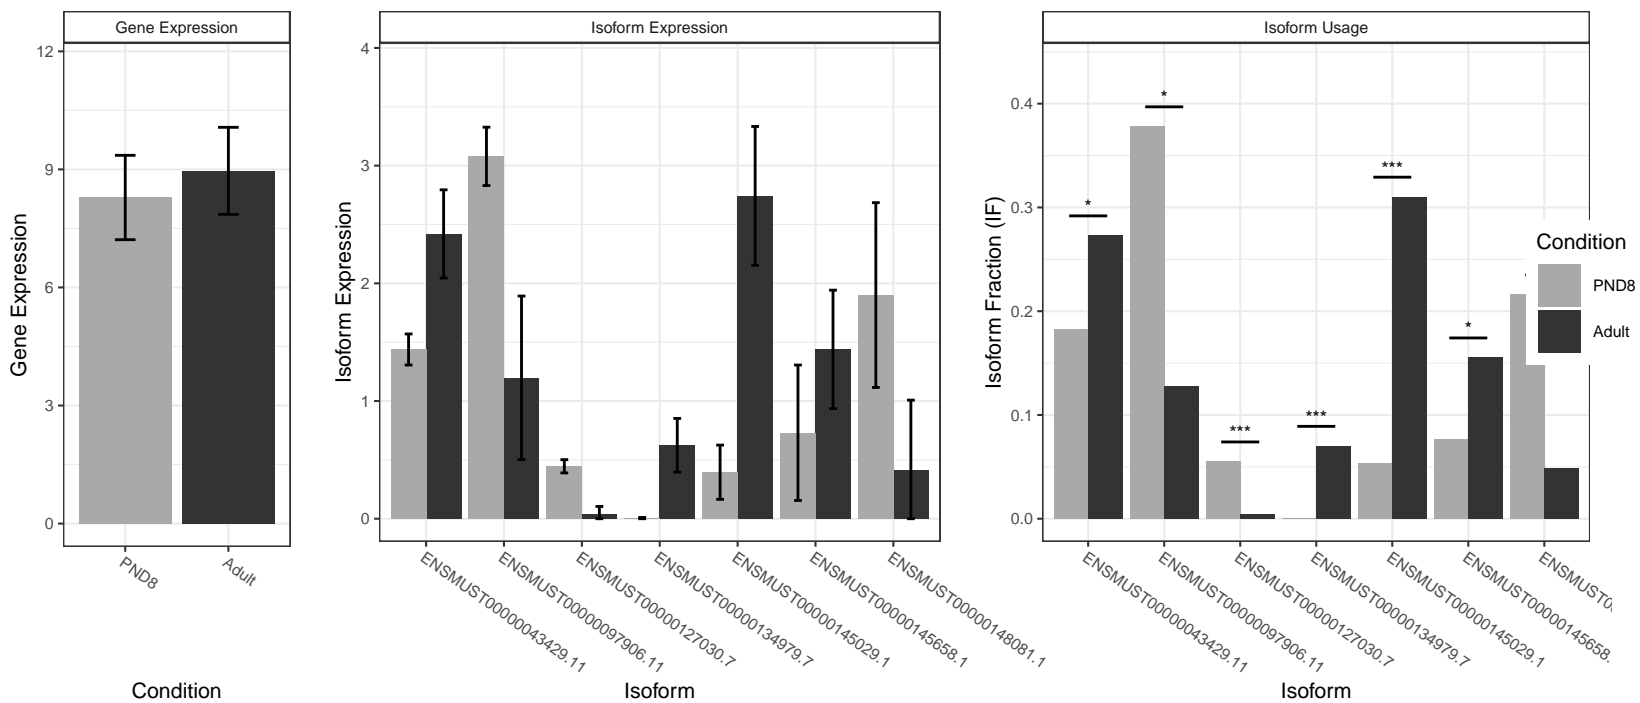 Gene Expression
Isoform Expression
Isoform Usage
Gene Expression
12
9
6
3
0
PND8
Adult
Condition
Isoform Expression
4
3
2
1
0
ENSMUST00000043429.11
ENSMUST00000097906.11
ENSMUST00000127030.7
ENSMUST00000134979.7
ENSMUST00000145029.1
ENSMUST00000145658.1
ENSMUST00000148081.1
Isoform
Isoform Fraction (IF)
0.4
0.3
0.2
0.1
0.0
*
*
***
***
***
*
ENSMUST00000043429.11
ENSMUST00000097906.11
ENSMUST00000127030.7
ENSMUST00000134979.7
ENSMUST00000145029.1
ENSMUST00000145658.
Isoform
Condition
PND8
Adult